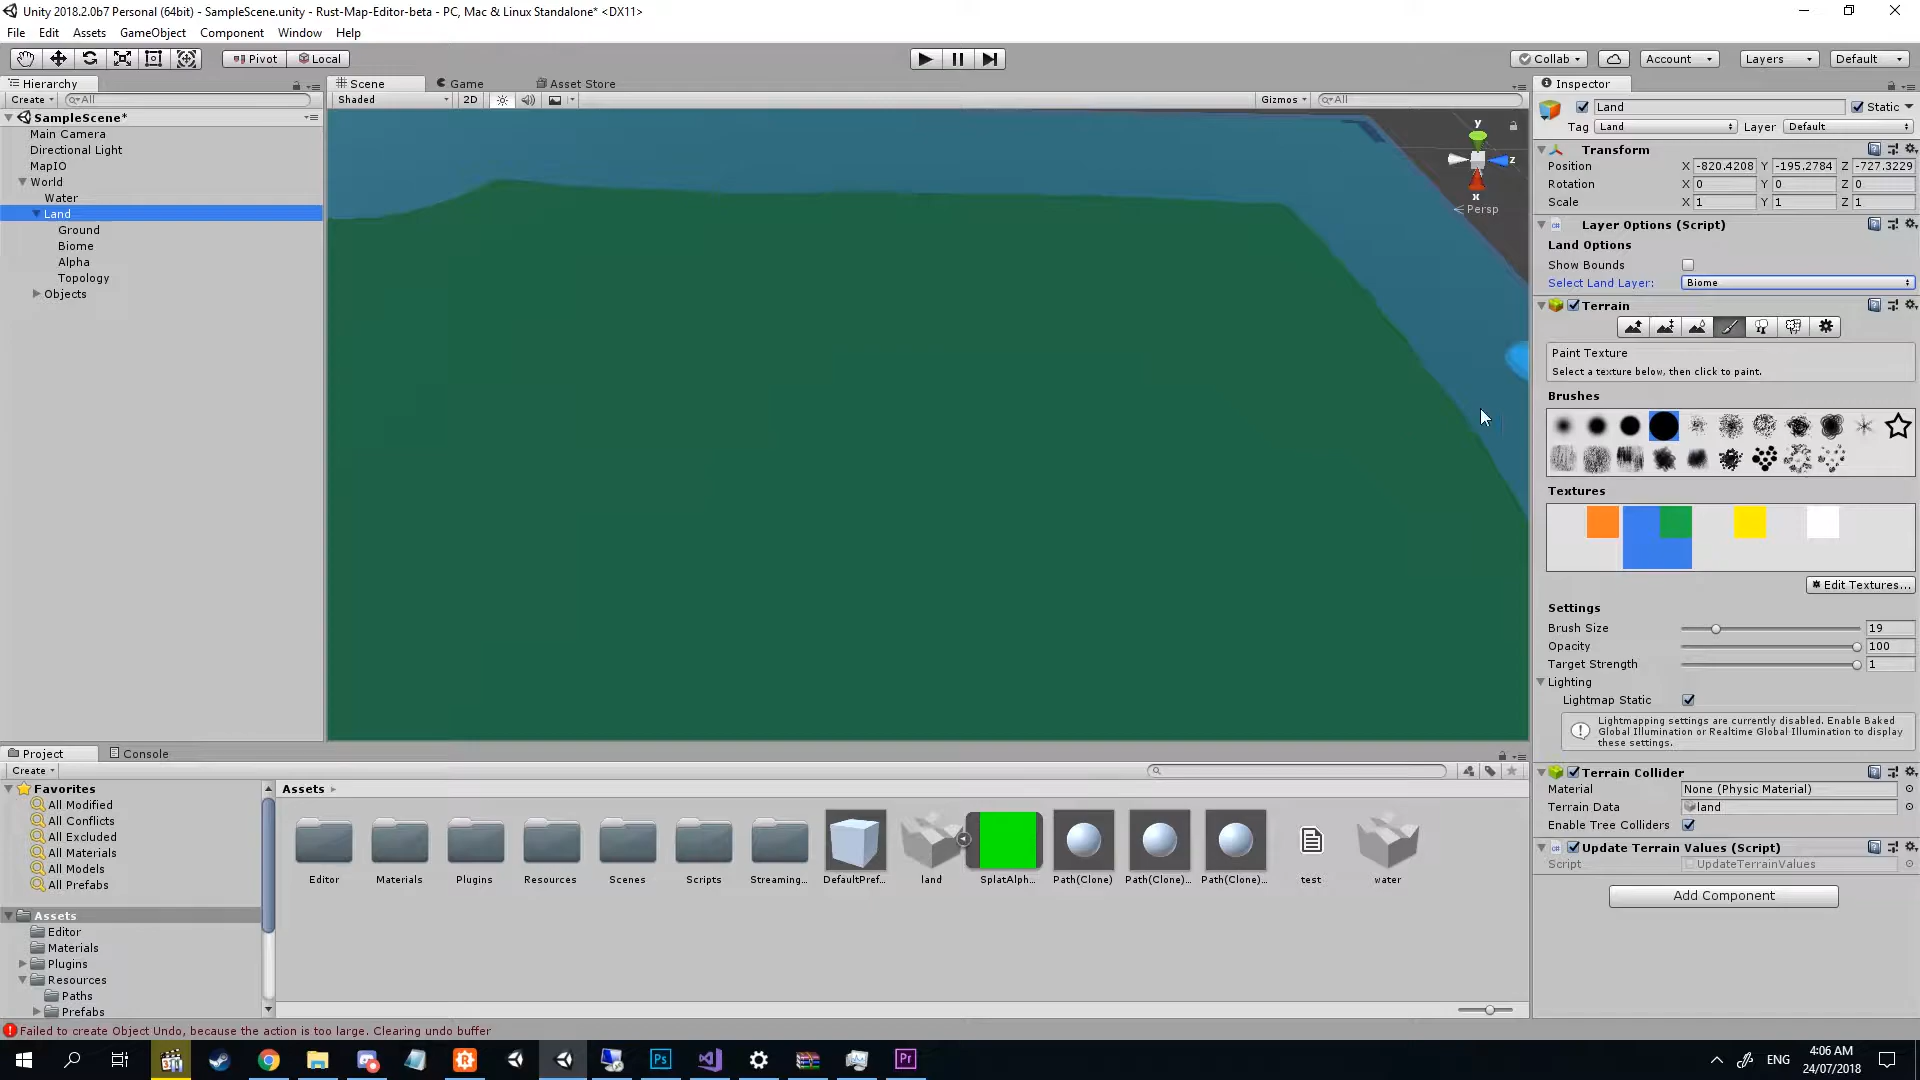 Unity 2018.2.0b7 Personal (64bit) - SampleScene.unity - Rust-Map-Editor-beta - PC, Mac & Linux Standalone* <DX11>
File Edit Assets GameObject Component Window Help
Pivot Local Collab Account Layers Default
Hierarchy
Create All
SampleScene*
Main Camera
Directional Light
MapIO
World
Water
Land
Ground
Biome
Alpha
Topology
Objects
Scene Game Asset Store
Shaded 2D Gizmos All
y
z
x
Persp
Inspector
Land Static
Tag Land Layer Default
Transform
Position X -820.4208 Y -195.2784 Z -727.3229
Rotation X 0 Y 0 Z 0
Scale X 1 Y 1 Z 1
Layer Options (Script)
Land Options
Show Bounds
Select Land Layer: Biome
Terrain
Paint Texture
Select a texture below, then click to paint.
Brushes
Textures
Edit Textures...
Settings
Brush Size 19
Opacity 100
Target Strength 1
Lighting
Lightmap Static
Lightmapping settings are currently disabled. Enable Baked
Global Illumination or Realtime Global Illumination to display
these settings.
Terrain Collider
Material None (Physic Material)
Terrain Data land
Enable Tree Colliders
Update Terrain Values (Script)
Script UpdateTerrainValues
Add Component
Project Console
Create
Favorites
All Modified
All Conflicts
All Excluded
All Materials
All Models
All Prefabs
Assets
Editor
Materials
Plugins
Resources
Paths
Prefabs
Assets
Editor Materials Plugins Resources Scenes Scripts Streaming... DefaultPref... land SplatAlph... Path(Clone) Path(Clone)... Path(Clone)... test water
Failed to create Object Undo, because the action is too large. Clearing undo buffer
Ps Pr ENG
4:06 AM
24/07/2018